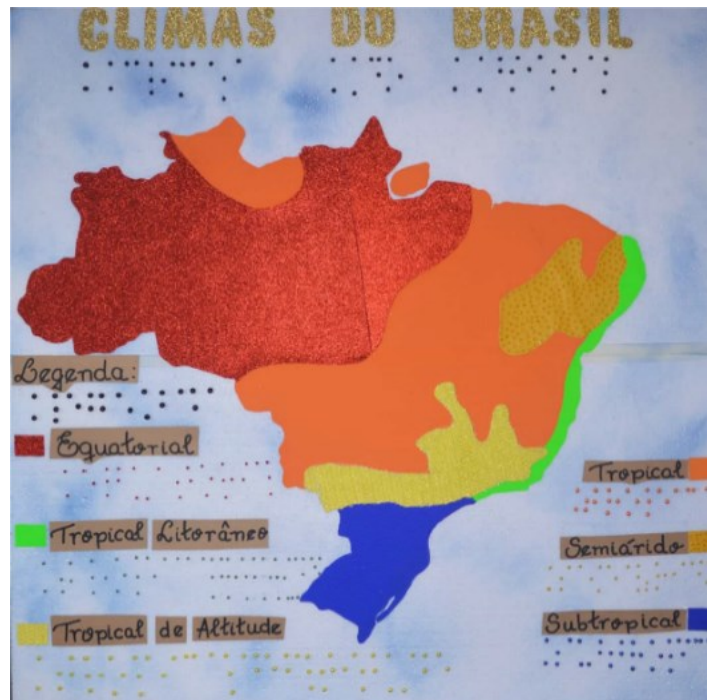 CLIMAS DO BRASIL
Legenda:
Equatorial
Tropical Litorâneo
Tropical de Altitude
Tropical
Semiárido
Subtropical